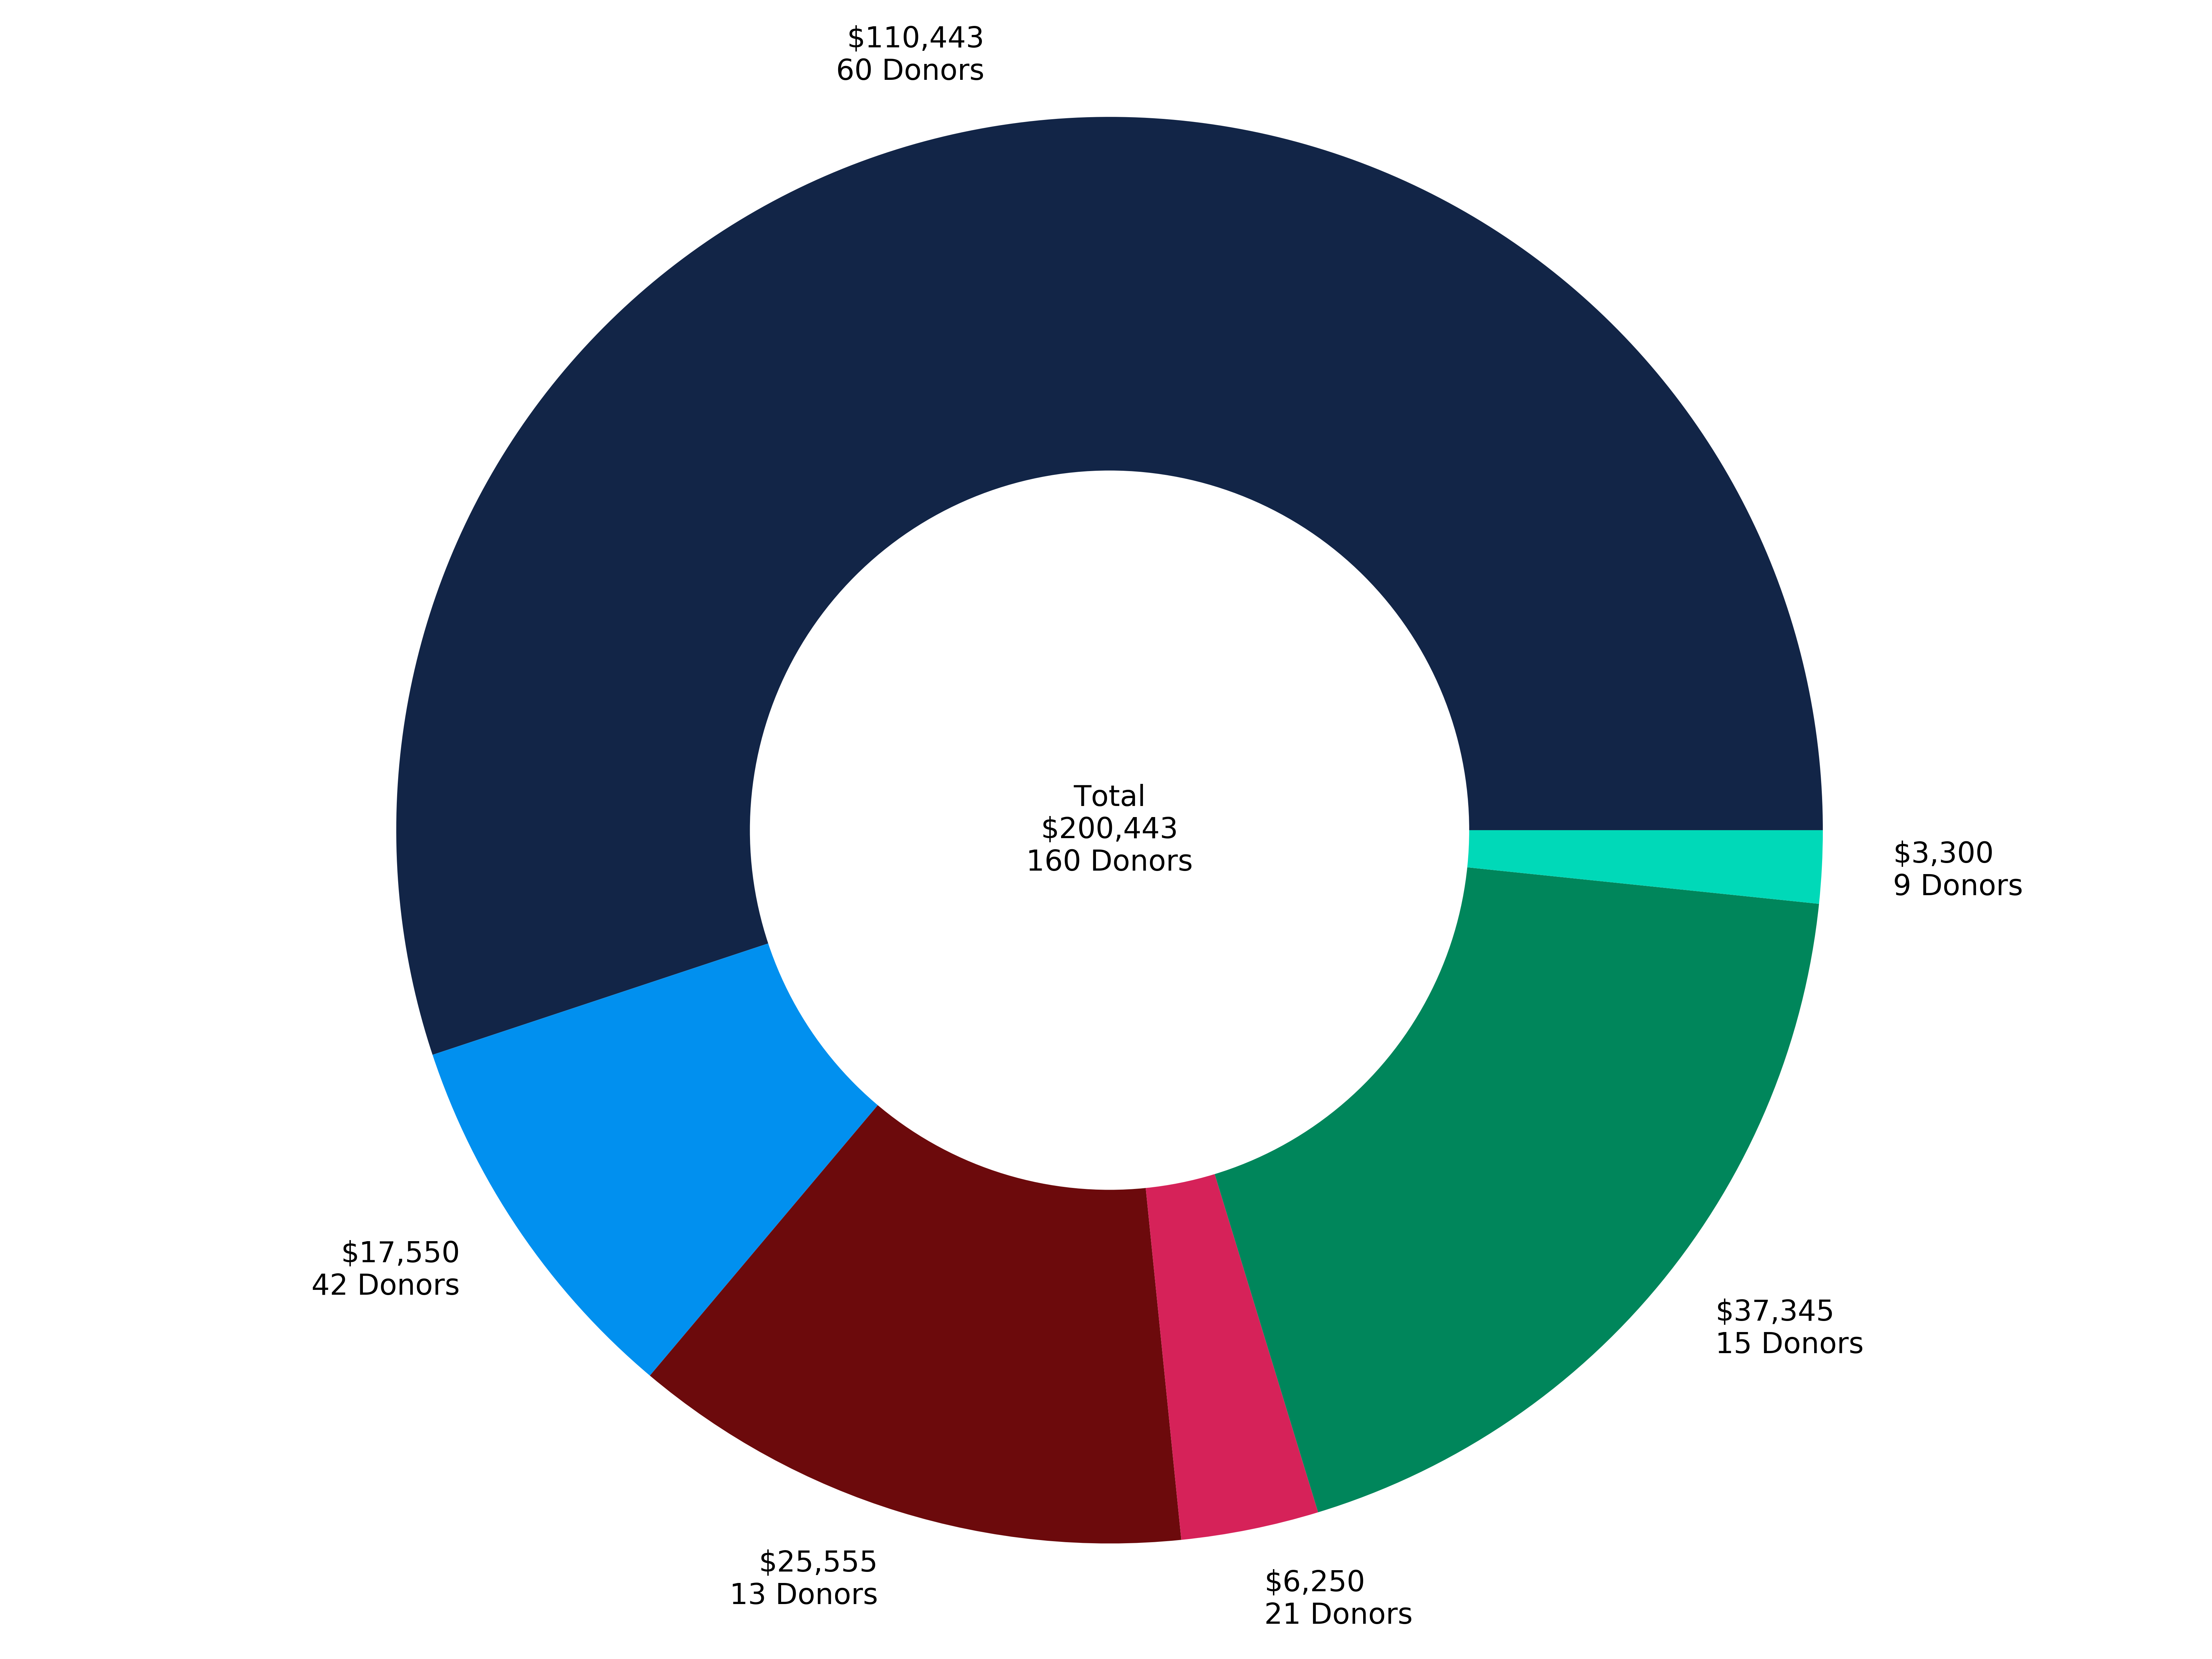 $110,443
60 Donors
Total
$200,443
160 Donors
$3,300
9 Donors
$17,550
42 Donors
$37,345
15 Donors
$25,555
13 Donors
$6,250
21 Donors